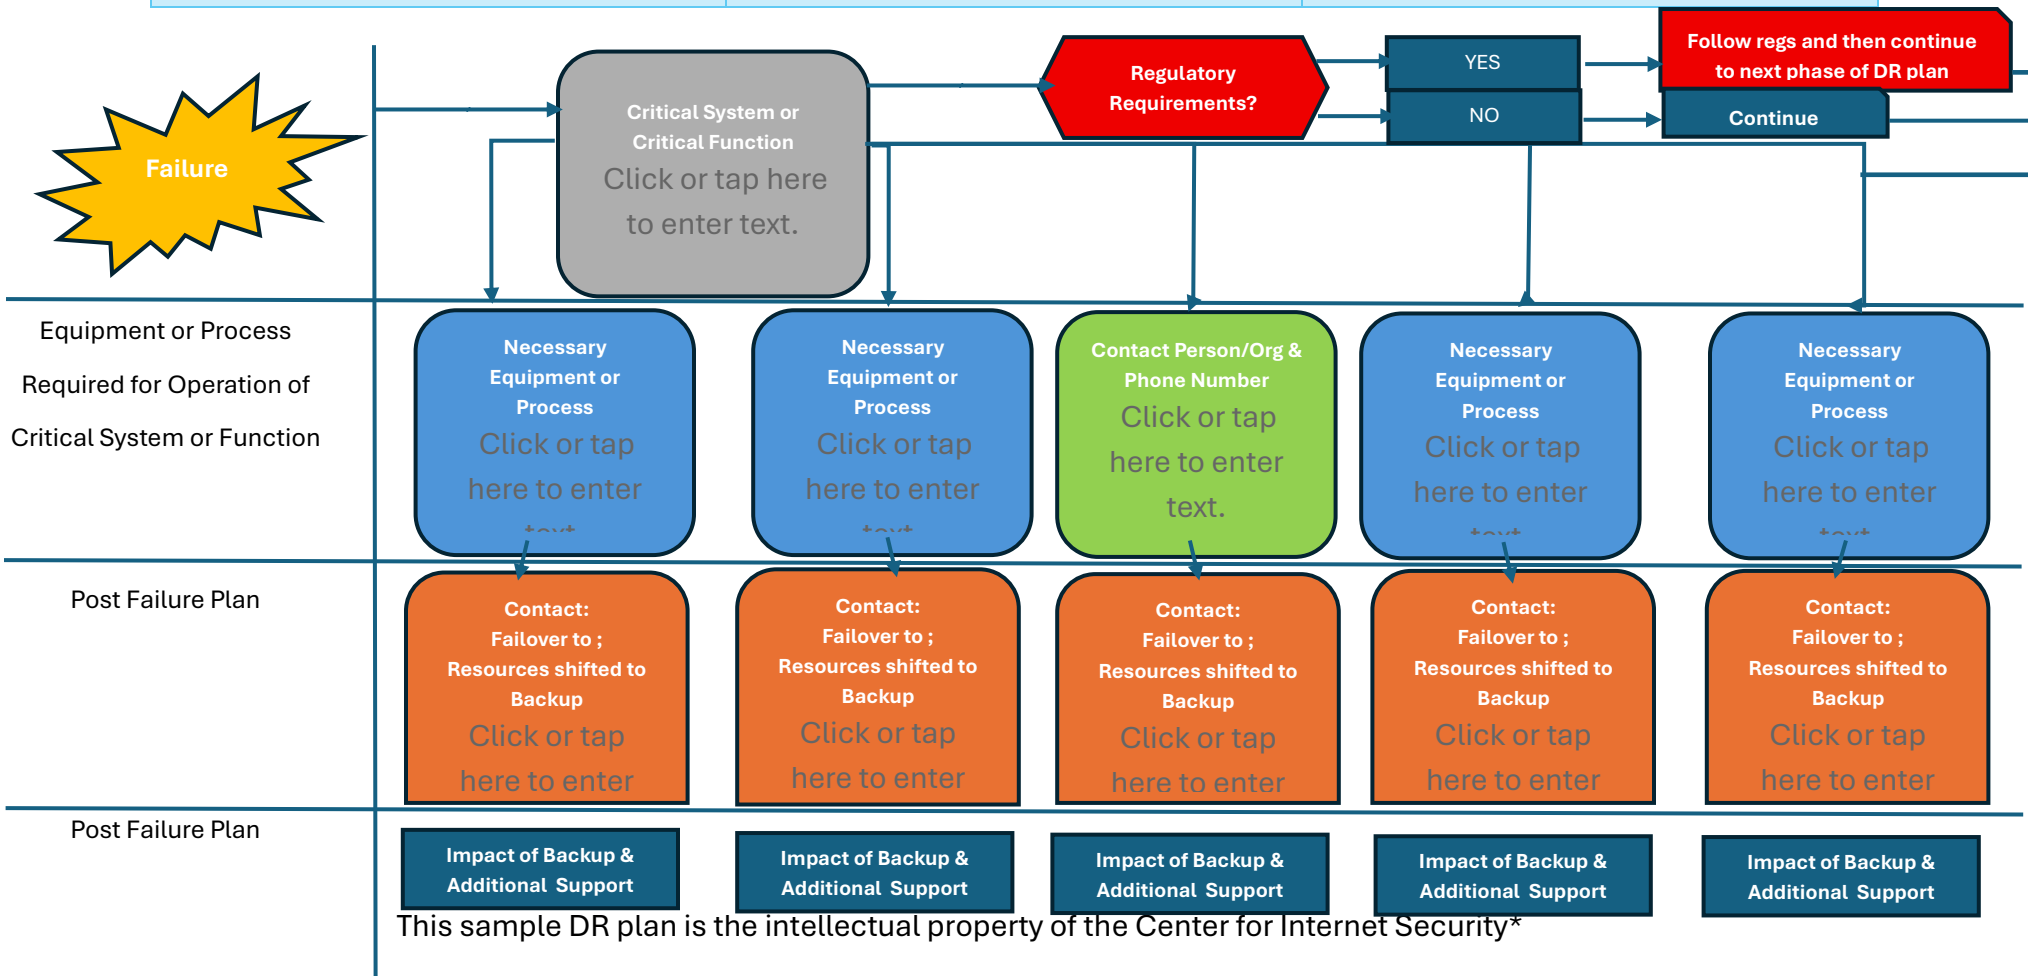 Failure
Critical System or
Critical Function
Click or tap here
to enter text.
Regulatory
Requirements?
YES
NO
Follow regs and then continue
to next phase of DR plan
Continue
Equipment or Process
Required for Operation of
Critical System or Function
Necessary
Equipment or
Process
Click or tap
here to enter
text
Necessary
Equipment or
Process
Click or tap
here to enter
text
Contact Person/Org &
Phone Number
Click or tap
here to enter
text.
Necessary
Equipment or
Process
Click or tap
here to enter
text
Necessary
Equipment or
Process
Click or tap
here to enter
text
Post Failure Plan
Contact:
Failover to ;
Resources shifted to
Backup
Click or tap
here to enter
Contact:
Failover to ;
Resources shifted to
Backup
Click or tap
here to enter
Contact:
Failover to ;
Resources shifted to
Backup
Click or tap
here to enter
Contact:
Failover to ;
Resources shifted to
Backup
Click or tap
here to enter
Contact:
Failover to ;
Resources shifted to
Backup
Click or tap
here to enter
Post Failure Plan
Impact of Backup &
Additional Support
Impact of Backup &
Additional Support
Impact of Backup &
Additional Support
Impact of Backup &
Additional Support
Impact of Backup &
Additional Support
This sample DR plan is the intellectual property of the Center for Internet Security*